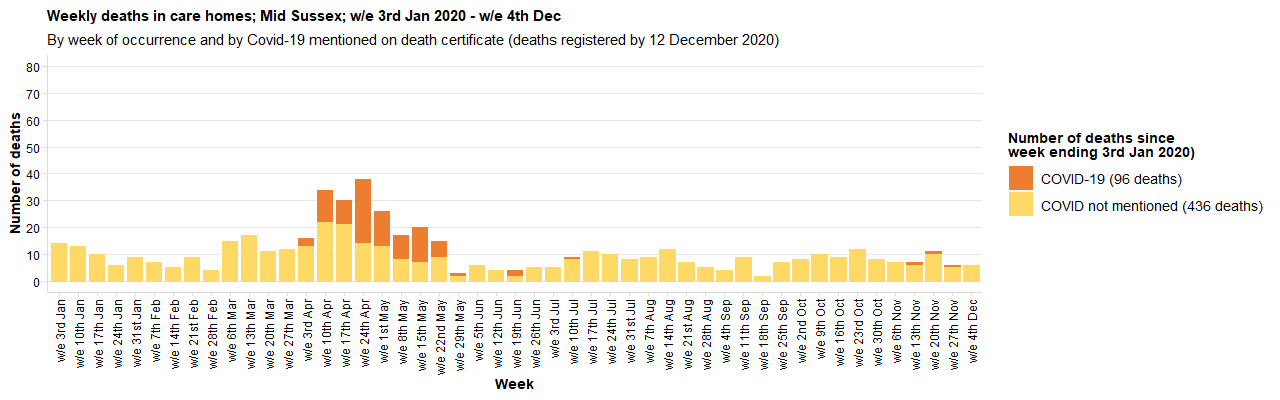 Weekly deaths in care homes; Mid Sussex; w/e 3rd Jan 2020 - w/e 4th Dec
By week of occurrence and by Covid-19 mentioned on death certificate (deaths registered by 12 December 2020)
Number of deaths
80
70
60
50
40
30
20
10
0
w/e 3rd Jan
w/e 10th Jan
w/e 17th Jan
w/e 24th Jan
w/e 31st Jan
w/e 7th Feb
w/e 14th Feb
w/e 21st Feb
w/e 28th Feb
w/e 6th Mar
w/e 13th Mar
w/e 20th Mar
w/e 27th Mar
w/e 3rd Apr
w/e 10th Apr
w/e 17th Apr
w/e 24th Apr
w/e 1st May
w/e 8th May
w/e 15th May
w/e 22nd May
w/e 29th May
w/e 5th Jun
w/e 12th Jun
w/e 19th Jun
w/e 26th Jun
w/e 3rd Jul
w/e 10th Jul
w/e 17th Jul
w/e 24th Jul
w/e 31st Jul
w/e 7th Aug
w/e 14th Aug
w/e 21st Aug
w/e 28th Aug
w/e 4th Sep
w/e 11th Sep
w/e 18th Sep
w/e 25th Sep
w/e 2nd Oct
w/e 9th Oct
w/e 16th Oct
w/e 23rd Oct
w/e 30th Oct
w/e 6th Nov
w/e 13th Nov
w/e 20th Nov
w/e 27th Nov
w/e 4th Dec
Week
Number of deaths since
week ending 3rd Jan 2020)
COVID-19 (96 deaths)
COVID not mentioned (436 deaths)